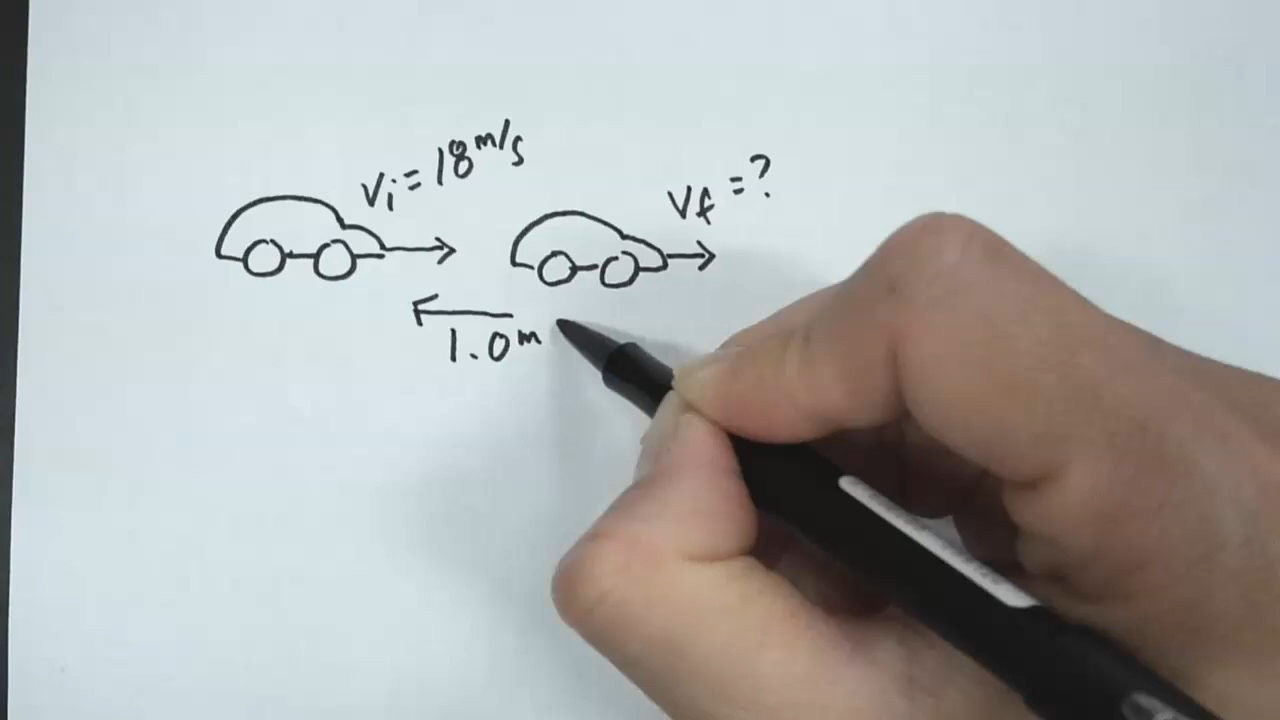 vi = 18 m/s
vf = ?
1.0 m